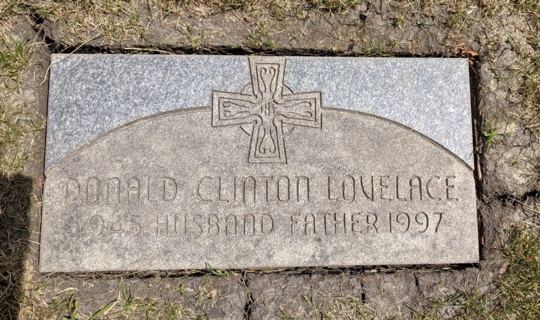 DONALD CLINTON LOVELACE
1945 HUSBAND FATHER 1997